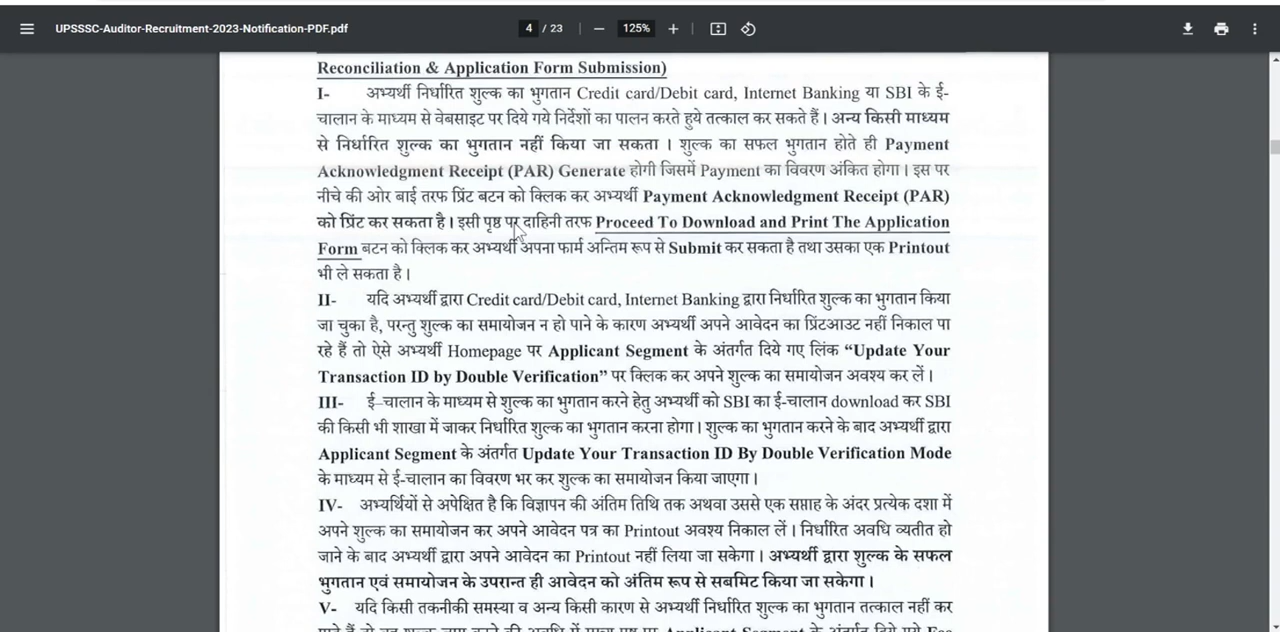 UPSSSC-Auditor-Recruitment-2023-Notification-PDF.pdf
4 / 23
125%
Reconciliation & Application Form Submission)
I- अभ्यर्थी निर्धारित शुल्क का भुगतान Credit card/Debit card, Internet Banking या SBI के ई-
चालान के माध्यम से वेबसाइट पर दिये गये निर्देशों का पालन करते हुये तत्काल कर सकते हैं। अन्य किसी माध्यम
से निर्धारित शुल्क का भुगतान नहीं किया जा सकता । शुल्क का सफल भुगतान होते ही Payment
Acknowledgment Receipt (PAR) Generate होगी जिसमें Payment का विवरण अंकित होगा। इस पर
नीचे की ओर बाई तरफ प्रिंट बटन को क्लिक कर अभ्यर्थी Payment Acknowledgment Receipt (PAR)
को प्रिंट कर सकता है। इसी पृष्ठ पर दाहिनी तरफ Proceed To Download and Print The Application
Form बटन को क्लिक कर अभ्यर्थी अपना फार्म अन्तिम रूप से Submit कर सकता है तथा उसका एक Printout
भी ले सकता है।
II- यदि अभ्यर्थी द्वारा Credit card/Debit card, Internet Banking द्वारा निर्धारित शुल्क का भुगतान किया
जा चुका है, परन्तु शुल्क का समायोजन न हो पाने के कारण अभ्यर्थी अपने आवेदन का प्रिंटआउट नहीं निकाल पा
रहे हैं तो ऐसे अभ्यर्थी Homepage पर Applicant Segment के अंतर्गत दिये गए लिंक “Update Your
Transaction ID by Double Verification” पर क्लिक कर अपने शुल्क का समायोजन अवश्य कर लें।
III- ई–चालान के माध्यम से शुल्क का भुगतान करने हेतु अभ्यर्थी को SBI का ई-चालान download कर SBI
की किसी भी शाखा में जाकर निर्धारित शुल्क का भुगतान करना होगा। शुल्क का भुगतान करने के बाद अभ्यर्थी द्वारा
Applicant Segment के अंतर्गत Update Your Transaction ID By Double Verification Mode
के माध्यम से ई-चालान का विवरण भर कर शुल्क का समायोजन किया जाएगा।
IV- अभ्यर्थियों से अपेक्षित है कि विज्ञापन की अंतिम तिथि तक अथवा उससे एक सप्ताह के अंदर प्रत्येक दशा में
अपने शुल्क का समायोजन कर अपने आवेदन पत्र का Printout अवश्य निकाल लें। निर्धारित अवधि व्यतीत हो
जाने के बाद अभ्यर्थी द्वारा अपने आवेदन का Printout नहीं लिया जा सकेगा। अभ्यर्थी द्वारा शुल्क के सफल
भुगतान एवं समायोजन के उपरान्त ही आवेदन को अंतिम रूप से सबमिट किया जा सकेगा।
V- यदि किसी तकनीकी समस्या व अन्य किसी कारण से अभ्यर्थी निर्धारित शुल्क का भुगतान तत्काल नहीं कर